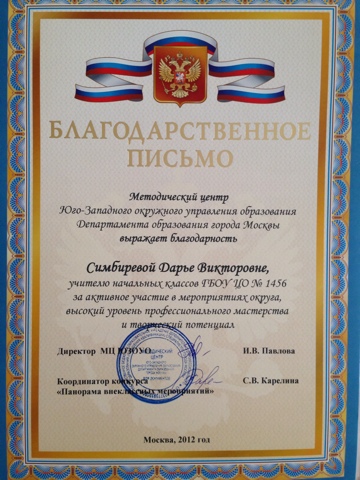 БЛАГОДАРСТВЕННОЕ
ПИСЬМО
Методический центр
Юго-Западного окружного управления образования
Департамента образования города Москвы
выражает благодарность
Симбиревой Дарье Викторовне,
учителю начальных классов ГБОУ ЦО № 1456
за активное участие в мероприятиях округа,
высокий уровень профессионального мастерства
и творческий потенциал
Директор МЦ ЮЗОУО И.В. Павлова
Координатор конкурса С.В. Карелина
«Панорама внеклассных мероприятий»
Москва, 2012 год